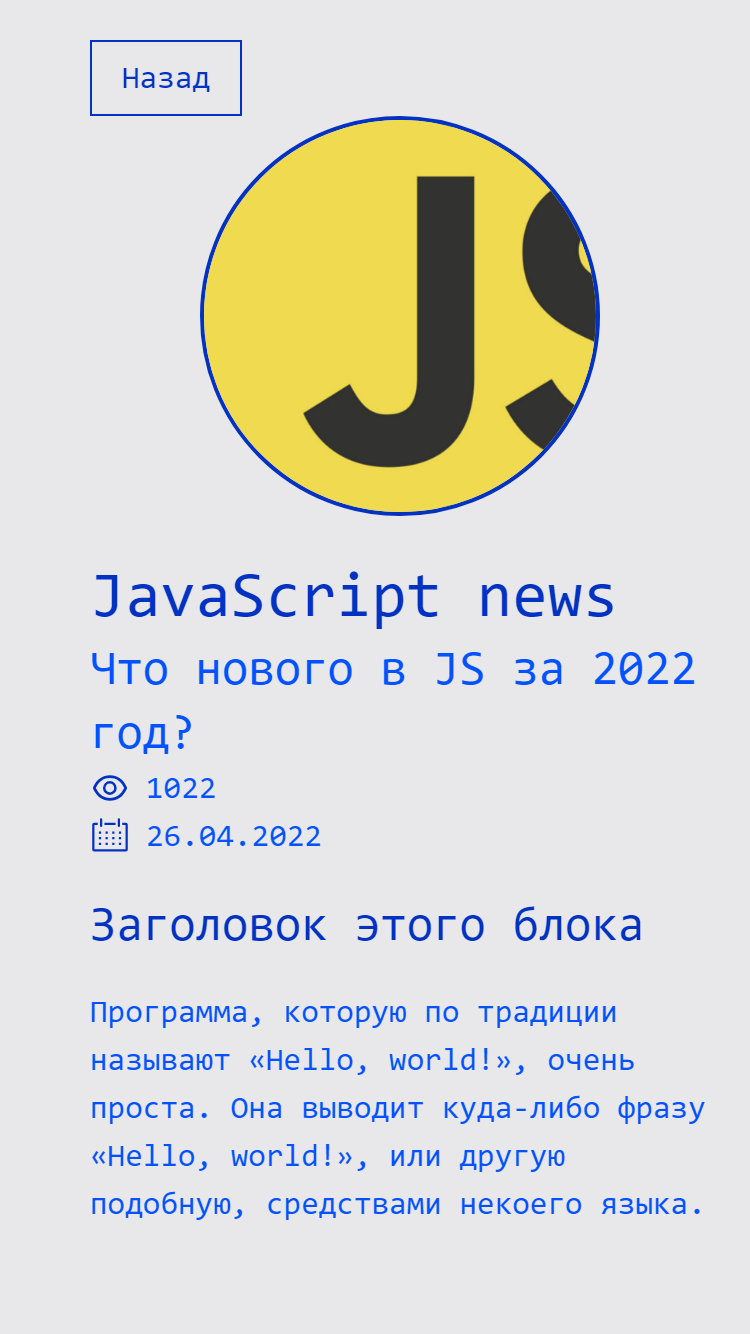 Назад
JS
JavaScript news
Что нового в JS за 2022
год?
1022
26.04.2022
Заголовок этого блока
Программа, которую по традиции
называют «Hello, world!», очень
проста. Она выводит куда-либо фразу
«Hello, world!», или другую
подобную, средствами некоего языка.